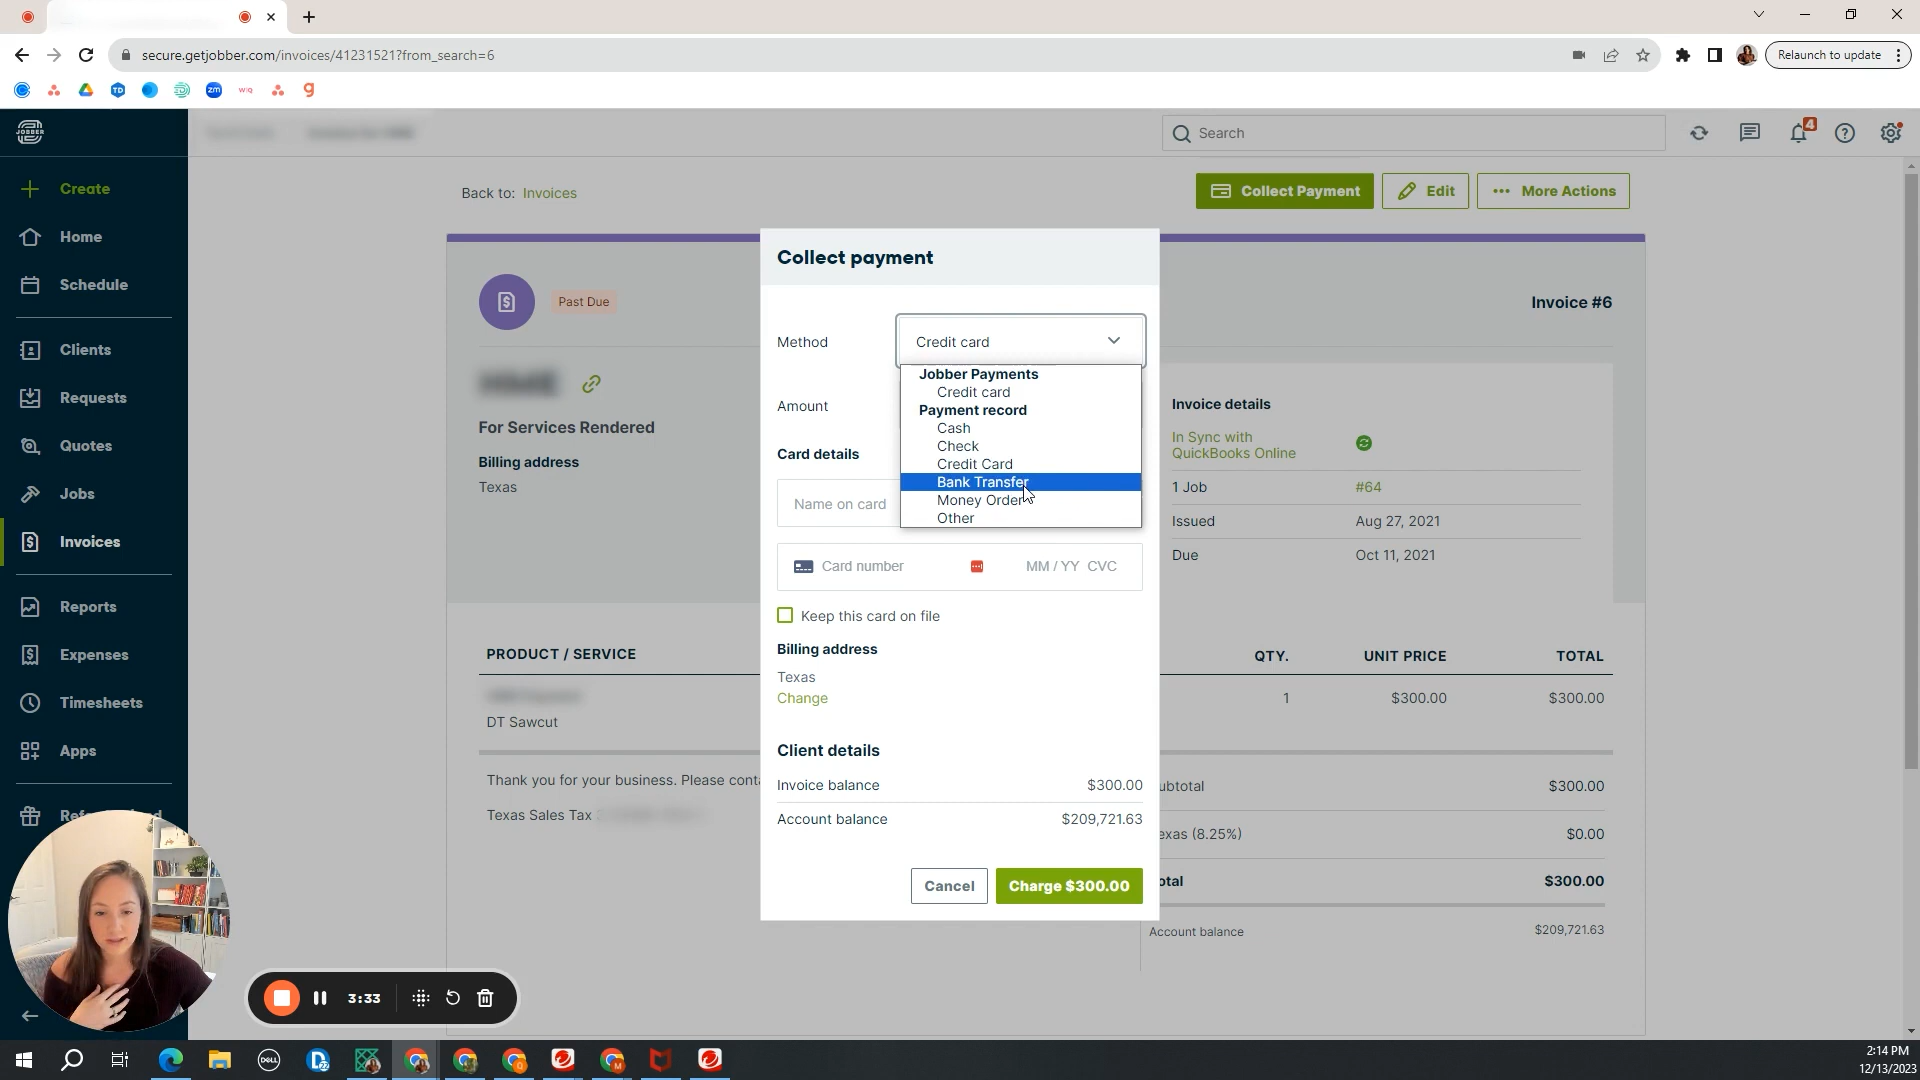 secure.getjobber.com/invoices/41231521?from_search=6
Relaunch to update
TD
zm
W!Q
JOBBER
Search
4
Create
Home
Schedule
Clients
Requests
Quotes
Jobs
Invoices
Reports
Expenses
Timesheets
Apps
Back to: Invoices
Collect Payment
Edit
More Actions
Past Due
Invoice #6
For Services Rendered
Billing address
Texas
Invoice details
In Sync with
QuickBooks Online
1 Job #64
Issued Aug 27, 2021
Due Oct 11, 2021
PRODUCT / SERVICE
QTY. UNIT PRICE TOTAL
1 $300.00 $300.00
DT Sawcut
Thank you for your business. Please conta
Texas Sales Tax
ubtotal $300.00
exas (8.25%) $0.00
otal $300.00
Account balance $209,721.63
Collect payment
Method Credit card
Jobber Payments
Credit card
Payment record
Cash
Check
Credit Card
Bank Transfer
Money Order
Other
Amount
Card details
Name on card
Card number MM / YY CVC
Keep this card on file
Billing address
Texas
Change
Client details
Invoice balance $300.00
Account balance $209,721.63
Cancel
Charge $300.00
3:33
DELL
2:14 PM
12/13/2023